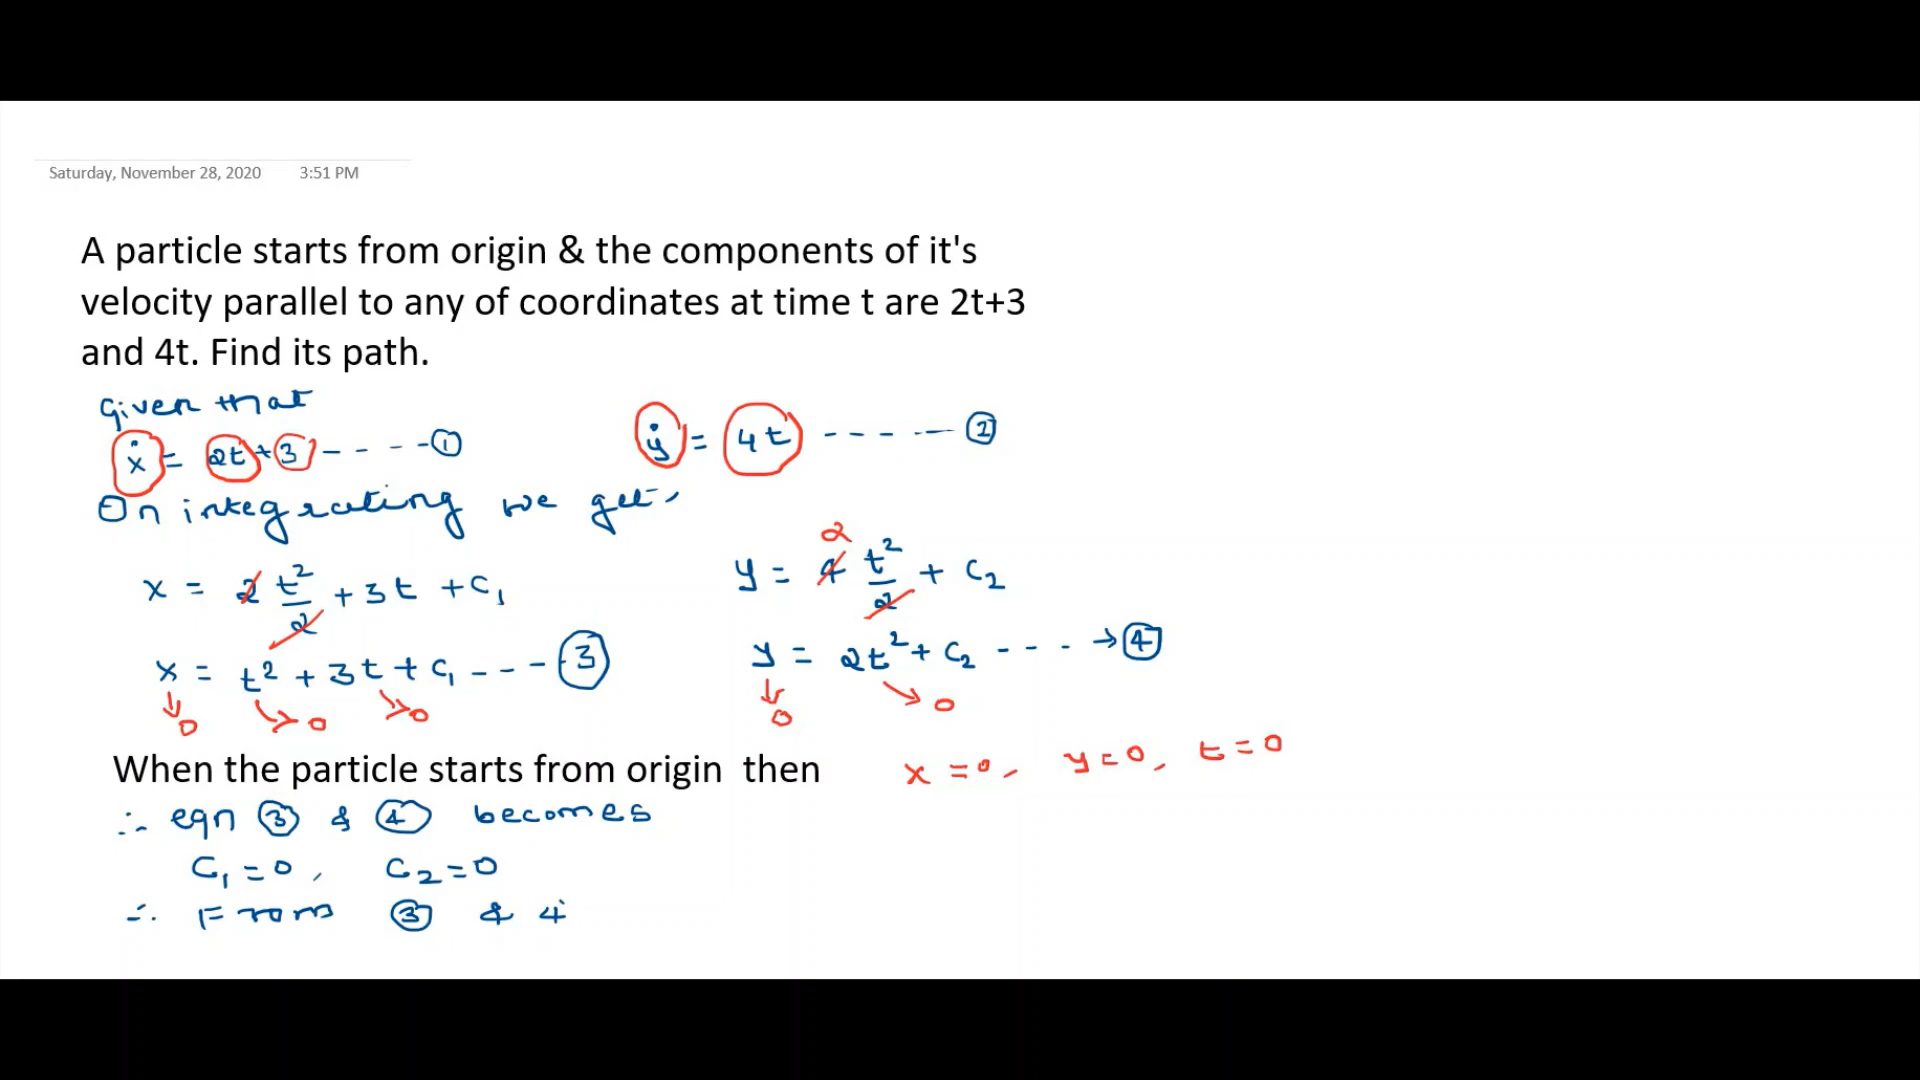 Saturday, November 28, 2020 3:51 PM
A particle starts from origin & the components of it's
velocity parallel to any of coordinates at time t are 2t+3
and 4t. Find its path.
Given that
ẋ = 2t + 3 - - - - - ① ẏ = 4t - - - - - ②
On integrating we get,
x = 2 t²/2 + 3t + C₁ y = 4 t²/2 + C₂
2
x = t² + 3t + C₁ - - - ③ y = 2t² + C₂ - - - - → ④
↓ 0 → 0 → 0 ↓ 0 → 0
When the particle starts from origin then x = 0, y = 0, t = 0
∴ eqn ③ & ④ becomes
C₁ = 0, C₂ = 0
∴ From ③ & 4